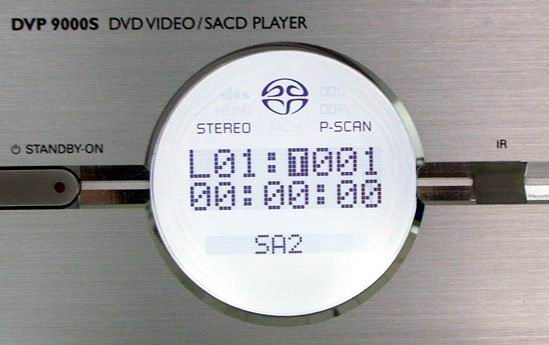 DVP 9000S DVD VIDEO/SACD PLAYER
STEREO MCH P-SCAN
STANDBY-ON
IR
L01:T001
00:00:00
SA2